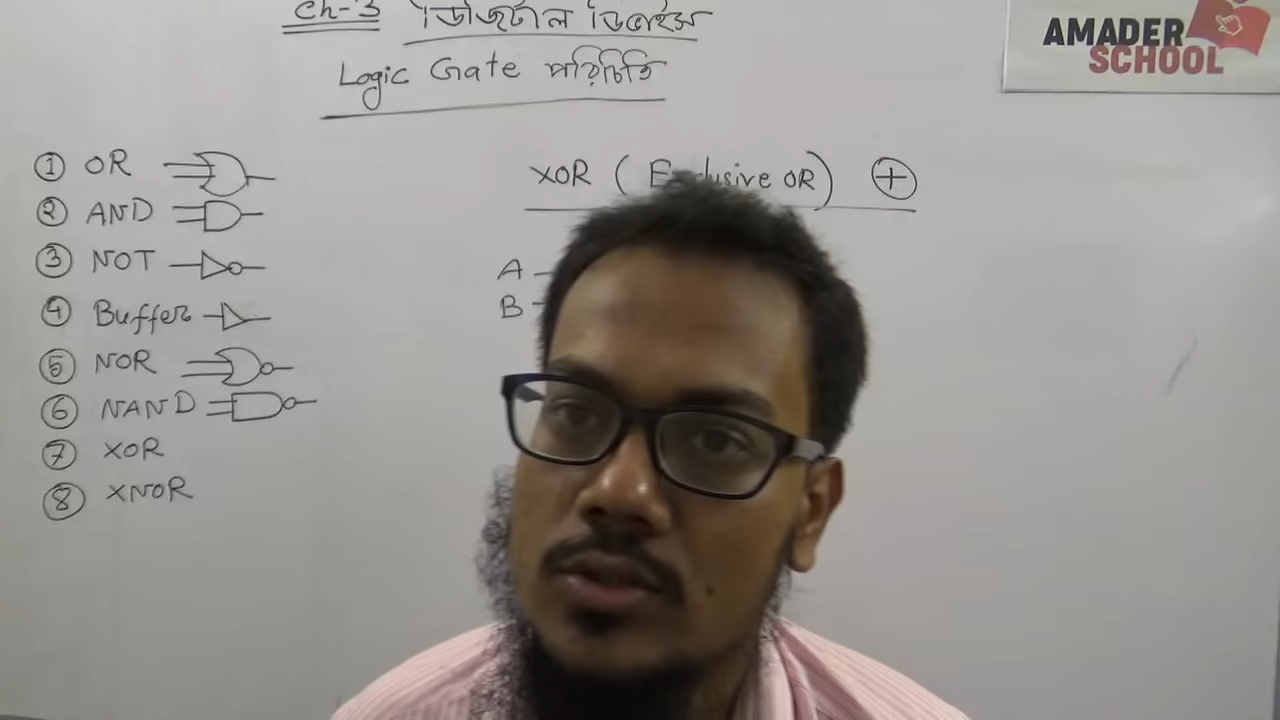 Ch-3 ডিজিটাল ডিভাইস
Logic Gate পরিচিতি
AMADER
SCHOOL
① OR
② AND
③ NOT
④ Buffer
⑤ NOR
⑥ NAND
⑦ XOR
⑧ XNOR
XOR (Exclusive OR) ⊕
A
B